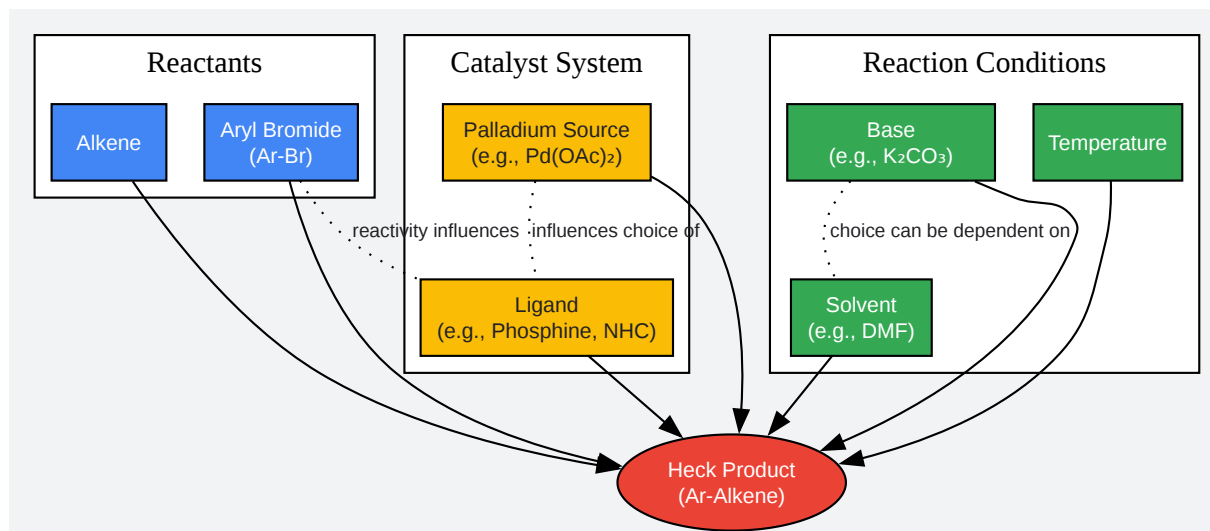 Reactants
Catalyst System
Reaction Conditions
Alkene
Aryl Bromide
(Ar-Br)
Palladium Source
(e.g., Pd(OAc)₂)
Base
(e.g., K₂CO₃)
Temperature
reactivity influences
influences choice of
choice can be dependent on
Ligand
(e.g., Phosphine, NHC)
Solvent
(e.g., DMF)
Heck Product
(Ar-Alkene)